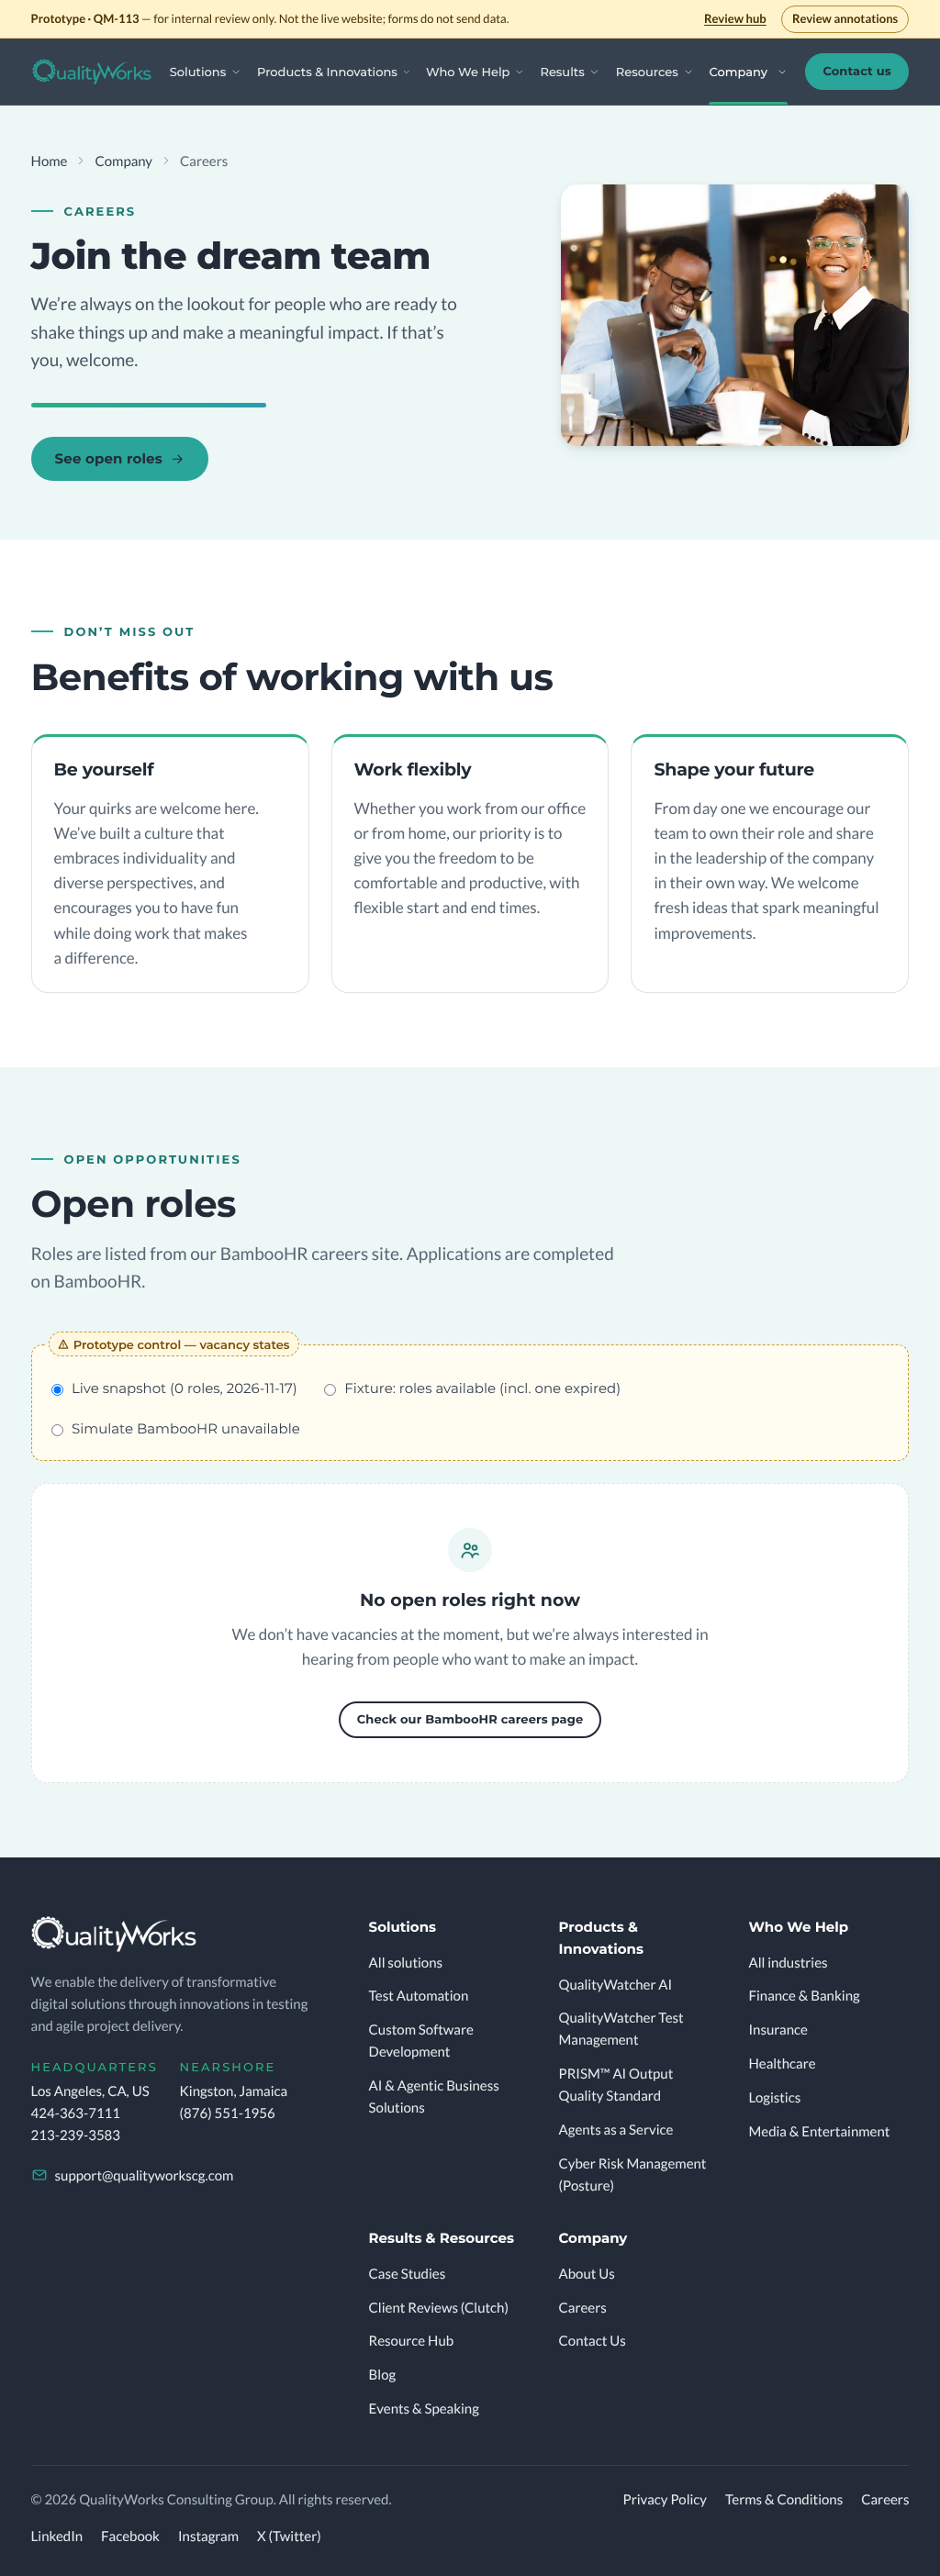 Prototype · QM-113 — for internal review only. Not the live website; forms do not send data.
Review hub
Review annotations
QualityWorks
Solutions
Products & Innovations
Who We Help
Results
Resources
Company
Contact us
Home
Company
Careers
CAREERS
Join the dream team
We’re always on the lookout for people who are ready to
shake things up and make a meaningful impact. If that’s
you, welcome.
See open roles
DON’T MISS OUT
Benefits of working with us
Be yourself
Your quirks are welcome here.
We’ve built a culture that
embraces individuality and
diverse perspectives, and
encourages you to have fun
while doing work that makes
a difference.
Work flexibly
Whether you work from our office
or from home, our priority is to
give you the freedom to be
comfortable and productive, with
flexible start and end times.
Shape your future
From day one we encourage our
team to own their role and share
in the leadership of the company
in their own way. We welcome
fresh ideas that spark meaningful
improvements.
OPEN OPPORTUNITIES
Open roles
Roles are listed from our BambooHR careers site. Applications are completed
on BambooHR.
Prototype control — vacancy states
Live snapshot (0 roles, 2026-11-17)
Fixture: roles available (incl. one expired)
Simulate BambooHR unavailable
No open roles right now
We don’t have vacancies at the moment, but we’re always interested in
hearing from people who want to make an impact.
Check our BambooHR careers page
QualityWorks
We enable the delivery of transformative
digital solutions through innovations in testing
and agile project delivery.
HEADQUARTERS
Los Angeles, CA, US
424-363-7111
213-239-3583
NEARSHORE
Kingston, Jamaica
(876) 551-1956
support@qualityworkscg.com
Solutions
All solutions
Test Automation
Custom Software
Development
AI & Agentic Business
Solutions
Products &
Innovations
QualityWatcher AI
QualityWatcher Test
Management
PRISM™ AI Output
Quality Standard
Agents as a Service
Cyber Risk Management
(Posture)
Who We Help
All industries
Finance & Banking
Insurance
Healthcare
Logistics
Media & Entertainment
Results & Resources
Case Studies
Client Reviews (Clutch)
Resource Hub
Blog
Events & Speaking
Company
About Us
Careers
Contact Us
© 2026 QualityWorks Consulting Group. All rights reserved.
Privacy Policy
Terms & Conditions
Careers
LinkedIn
Facebook
Instagram
X (Twitter)